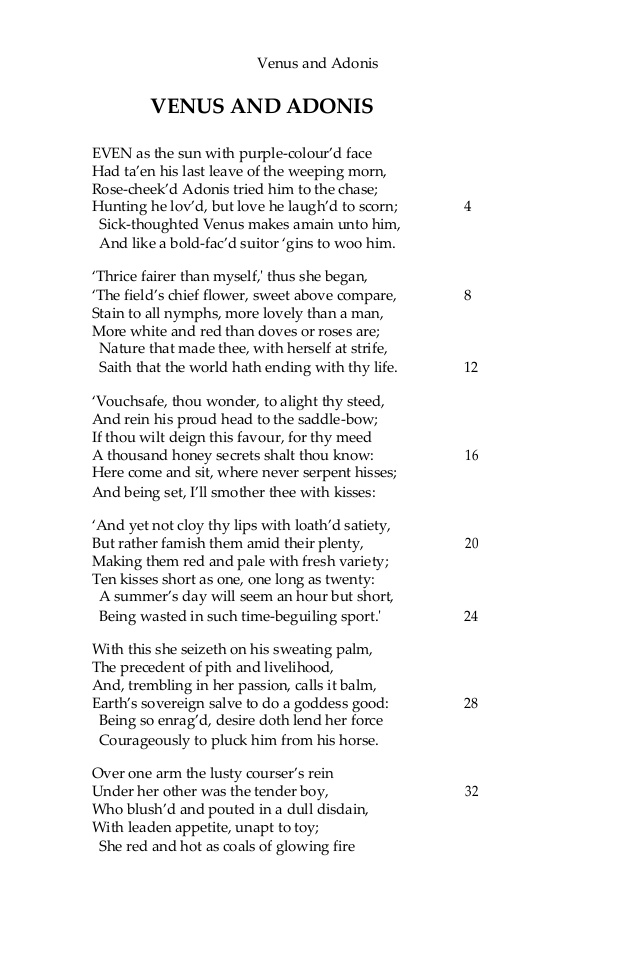 Venus and Adonis
VENUS AND ADONIS
EVEN as the sun with purple-colour’d face
Had ta’en his last leave of the weeping morn,
Rose-cheek’d Adonis tried him to the chase;
Hunting he lov’d, but love he laugh’d to scorn; 4
Sick-thoughted Venus makes amain unto him,
And like a bold-fac’d suitor ‘gins to woo him.
‘Thrice fairer than myself,' thus she began,
‘The field’s chief flower, sweet above compare, 8
Stain to all nymphs, more lovely than a man,
More white and red than doves or roses are;
Nature that made thee, with herself at strife,
Saith that the world hath ending with thy life. 12
‘Vouchsafe, thou wonder, to alight thy steed,
And rein his proud head to the saddle-bow;
If thou wilt deign this favour, for thy meed
A thousand honey secrets shalt thou know: 16
Here come and sit, where never serpent hisses;
And being set, I’ll smother thee with kisses:
‘And yet not cloy thy lips with loath’d satiety,
But rather famish them amid their plenty, 20
Making them red and pale with fresh variety;
Ten kisses short as one, one long as twenty:
A summer’s day will seem an hour but short,
Being wasted in such time-beguiling sport.' 24
With this she seizeth on his sweating palm,
The precedent of pith and livelihood,
And, trembling in her passion, calls it balm,
Earth’s sovereign salve to do a goddess good: 28
Being so enrag’d, desire doth lend her force
Courageously to pluck him from his horse.
Over one arm the lusty courser’s rein
Under her other was the tender boy, 32
Who blush’d and pouted in a dull disdain,
With leaden appetite, unapt to toy;
She red and hot as coals of glowing fire